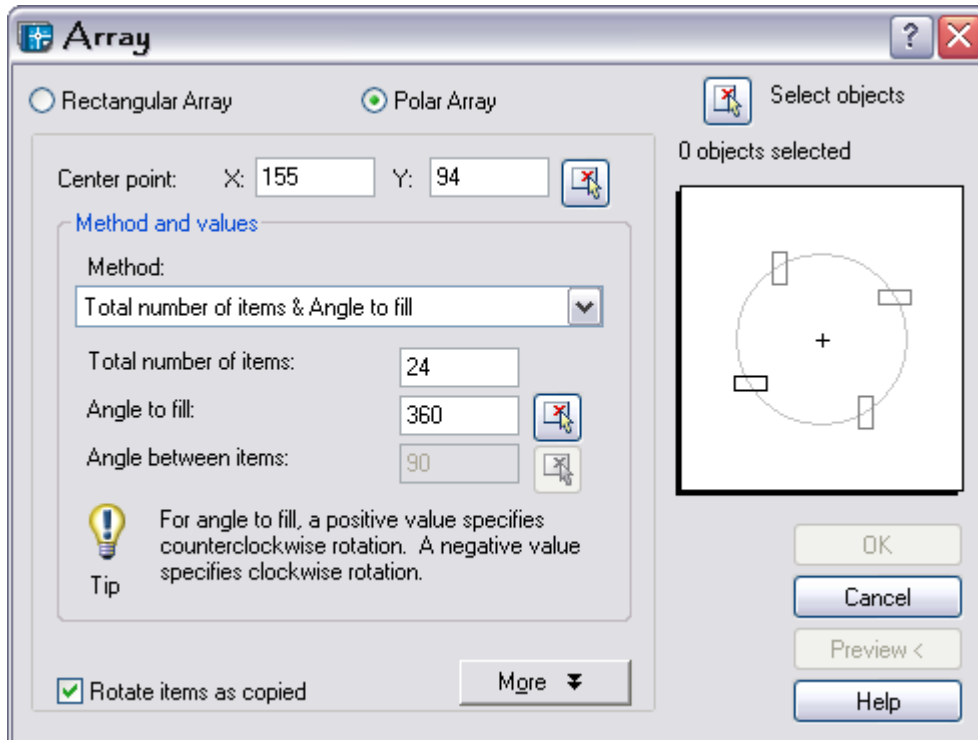 Array
?
Rectangular Array
Polar Array
Select objects
0 objects selected
Center point: X: 155 Y: 94
Method and values
Method:
Total number of items & Angle to fill
Total number of items: 24
Angle to fill: 360
Angle between items: 90
For angle to fill, a positive value specifies
counterclockwise rotation. A negative value
specifies clockwise rotation.
Tip
Rotate items as copied
More
OK
Cancel
Preview <
Help